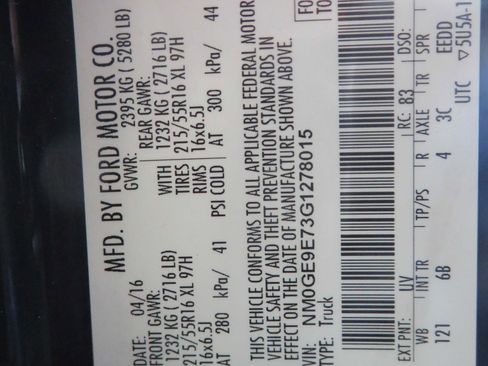 MFD. BY FORD MOTOR CO.
DATE: 04/16 GVWR: 2395 KG ( 5280 LB)
FRONT GAWR: REAR GAWR:
1232 KG ( 2716 LB) 1232 KG ( 2716 LB)
215/55R16 XL 97H WITH TIRES 215/55R16 XL 97H
16x6.5J RIMS 16x6.5J
AT 280 kPa/ 41 PSI COLD AT 300 kPa/ 44
THIS VEHICLE CONFORMS TO ALL APPLICABLE FEDERAL MOTOR
VEHICLE SAFETY AND THEFT PREVENTION STANDARDS IN
EFFECT ON THE DATE OF MANUFACTURE SHOWN ABOVE.
VIN: NM0GE9E73G1278015
TYPE: Truck
EXT PNT: UV RC: 83 DSO:
WB INT TR TP/PS R AXLE TR SPR
121 6B 4 3C EEDD
UTC ▽5U5A-1